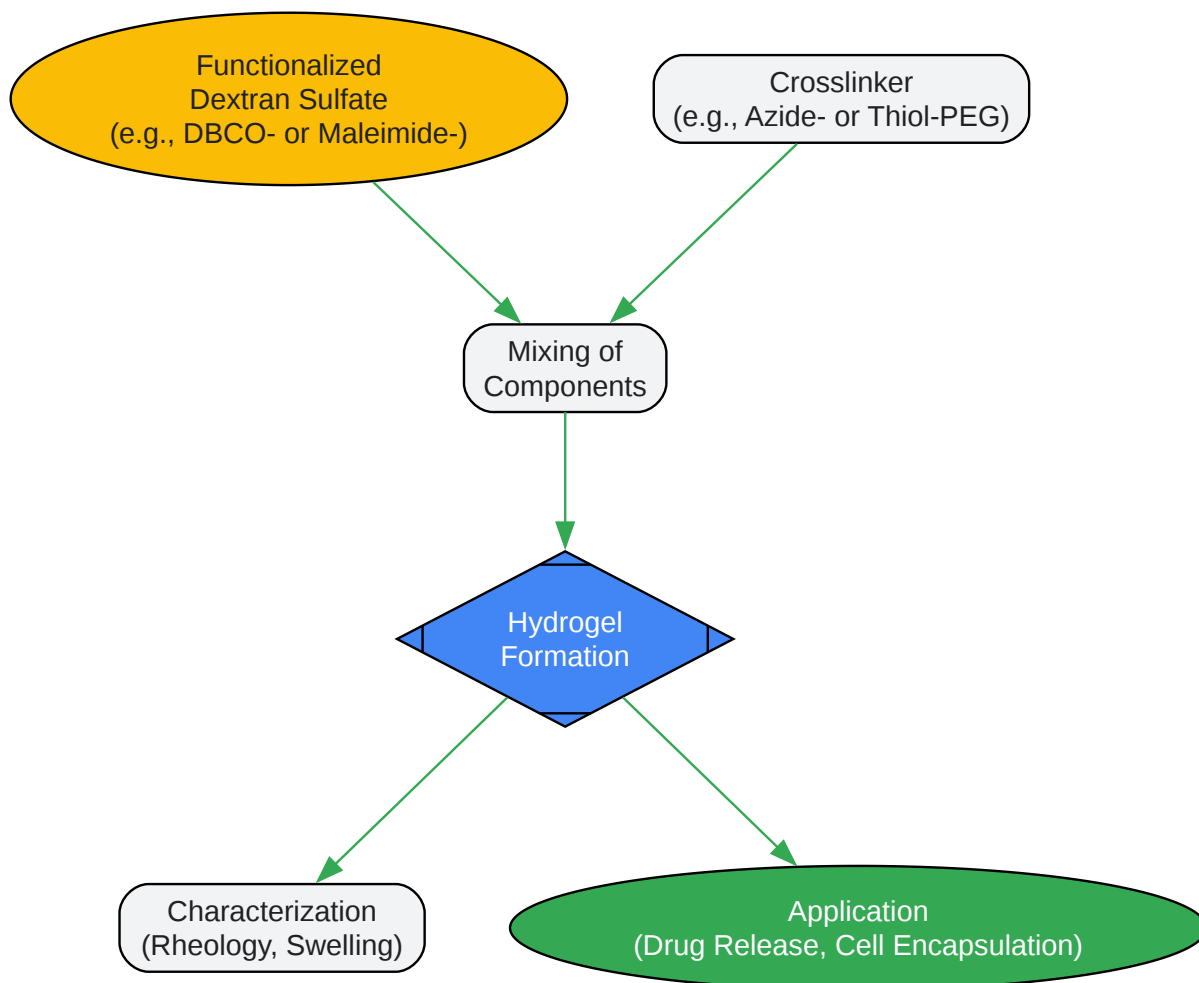 Functionalized
Dextran Sulfate
(e.g., DBCO- or Maleimide-)
Crosslinker
(e.g., Azide- or Thiol-PEG)
Mixing of
Components
Hydrogel
Formation
Characterization
(Rheology, Swelling)
Application
(Drug Release, Cell Encapsulation)